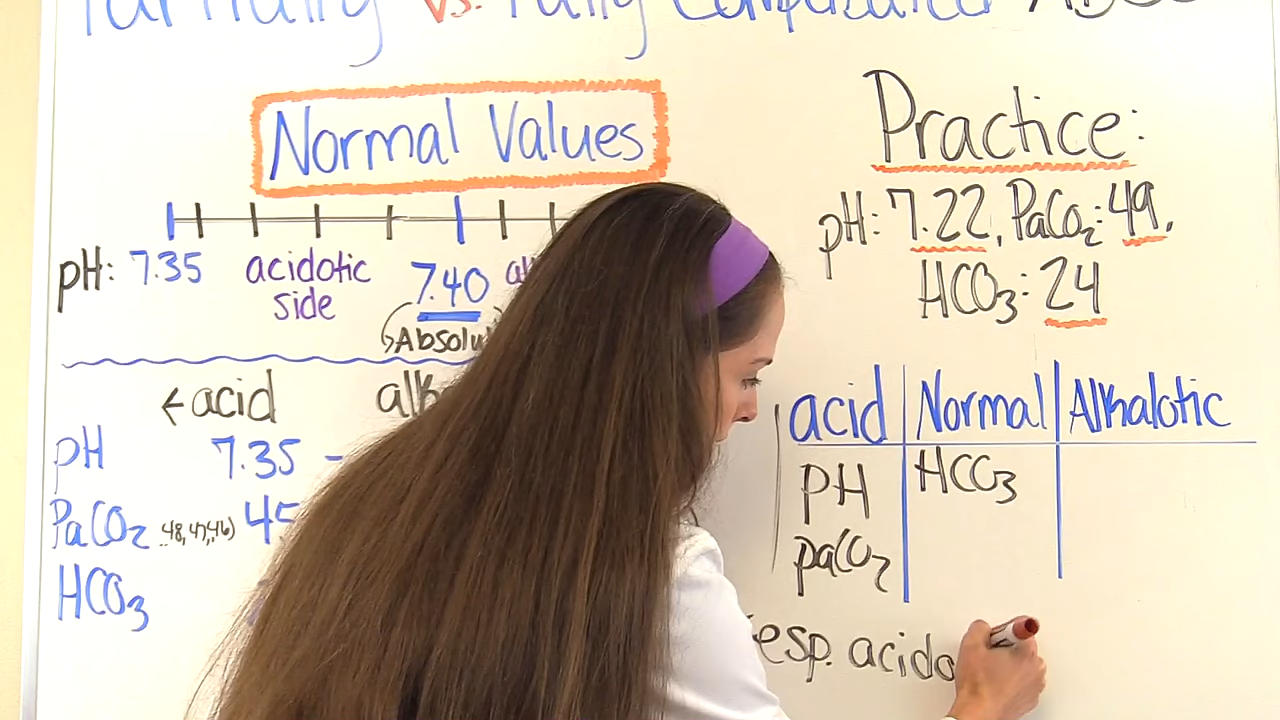 Partially vs. Fully Compensated ABGs
Normal Values
pH: 7.35 acidotic side 7.40
(Absolu
← acid alk
pH 7.35 -
PaCO2 48, 47, 46) 45
HCO3
Practice:
pH: 7.22, PaCO2: 49,
HCO3: 24
acid Normal Alkalotic
pH HCO3
paCO2
esp. acido